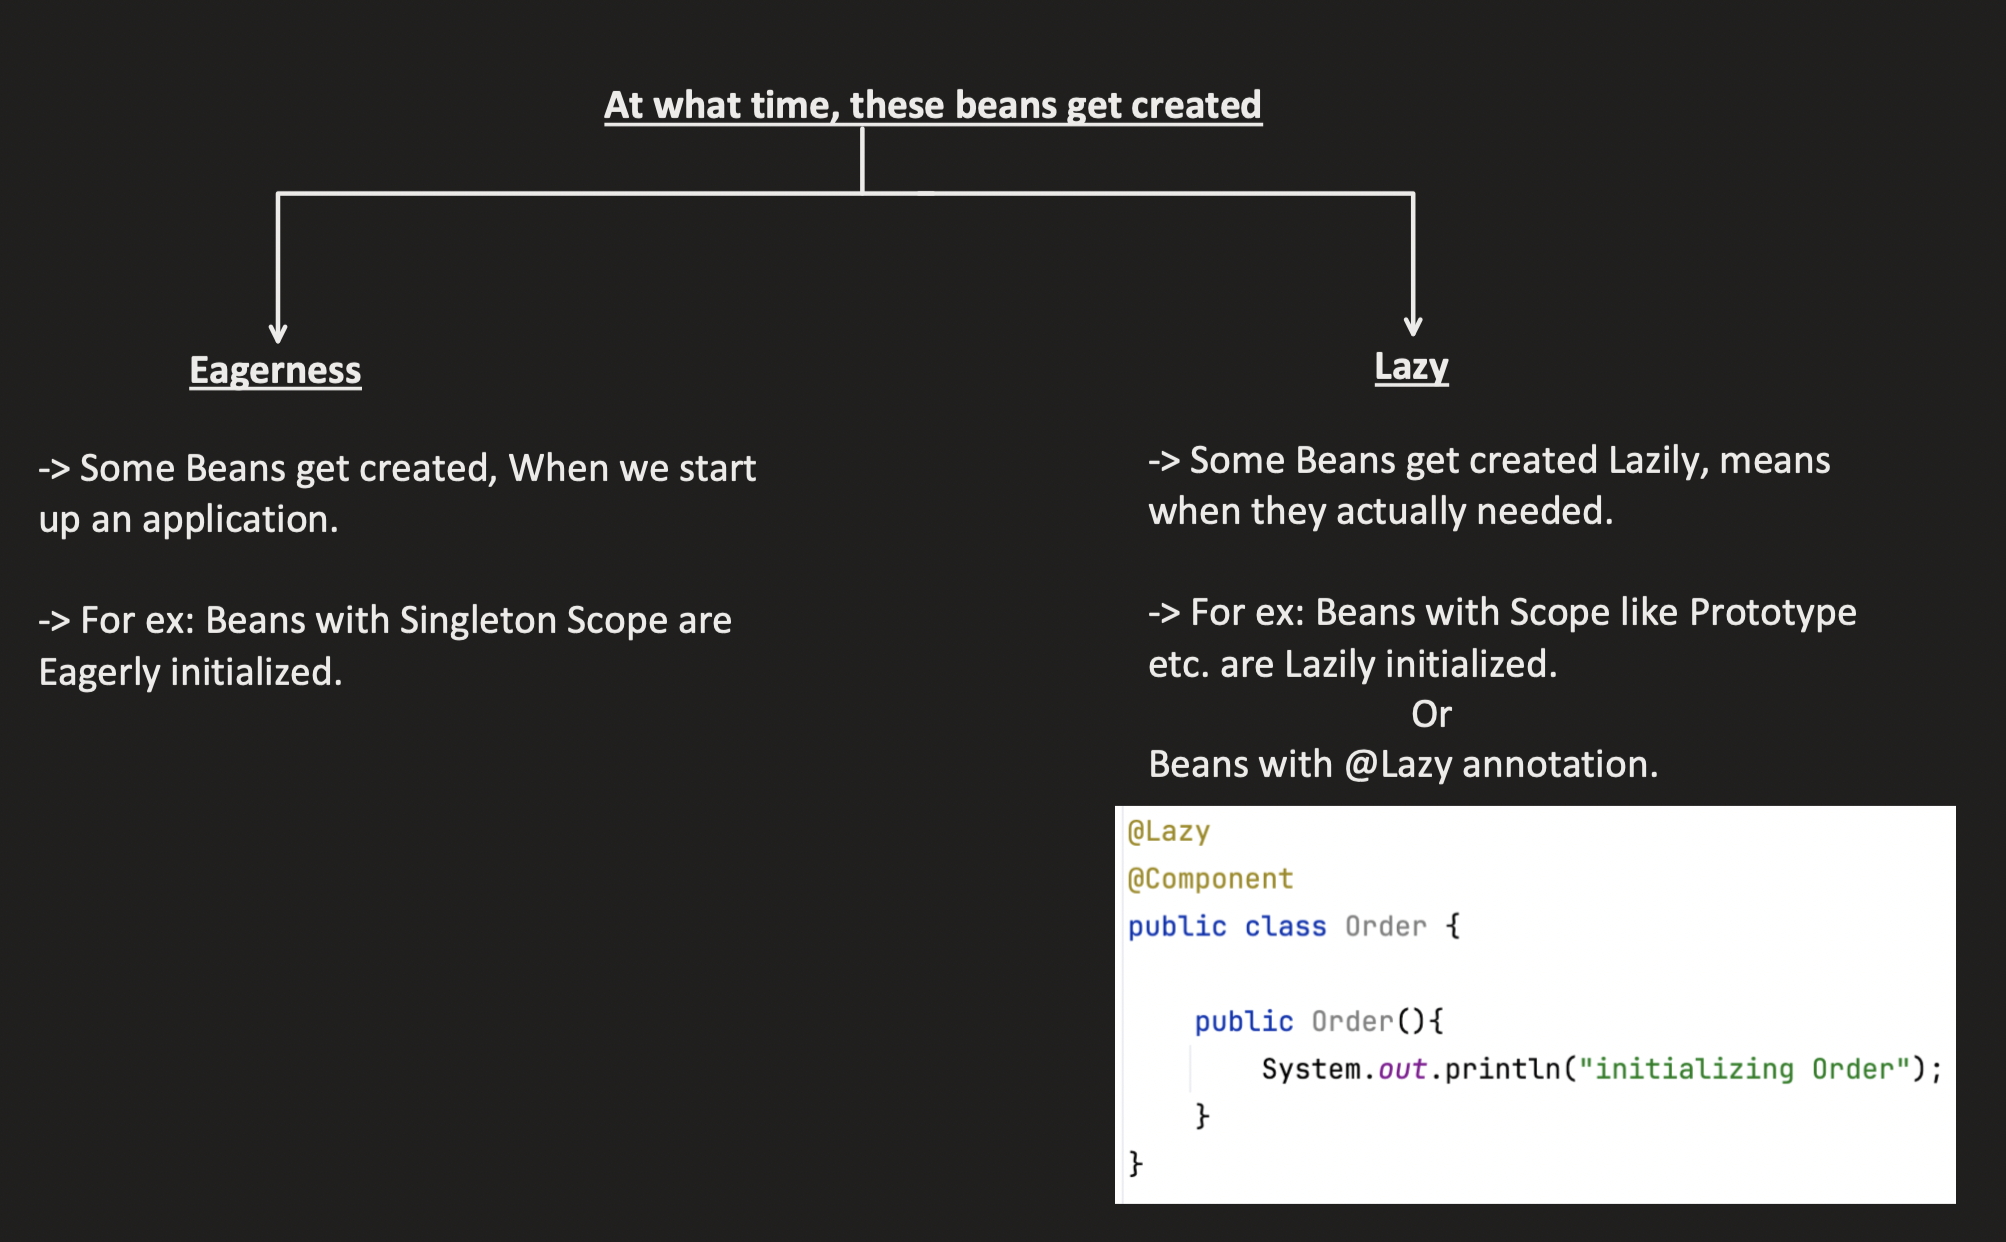 At what time, these beans get created
Eagerness
-> Some Beans get created, When we start
up an application.
-> For ex: Beans with Singleton Scope are
Eagerly initialized.
Lazy
-> Some Beans get created Lazily, means
when they actually needed.
-> For ex: Beans with Scope like Prototype
etc. are Lazily initialized.
Or
Beans with @Lazy annotation.
@Lazy
@Component
public class Order {
public Order(){
System.out.println("initializing Order");
}
}